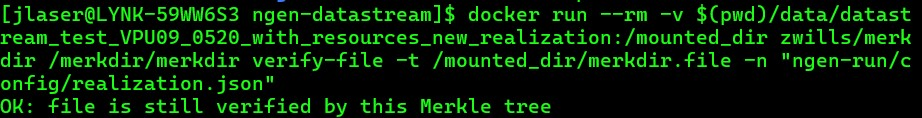 [jlaser@LYNK-59WW6S3 ngen-datastream]$ docker run --rm -v $(pwd)/data/datast
ream_test_VPU09_0520_with_resources_new_realization:/mounted_dir zwills/merk
dir /merkdir/merkdir verify-file -t /mounted_dir/merkdir.file -n "ngen-run/c
onfig/realization.json"
OK: file is still verified by this Merkle tree